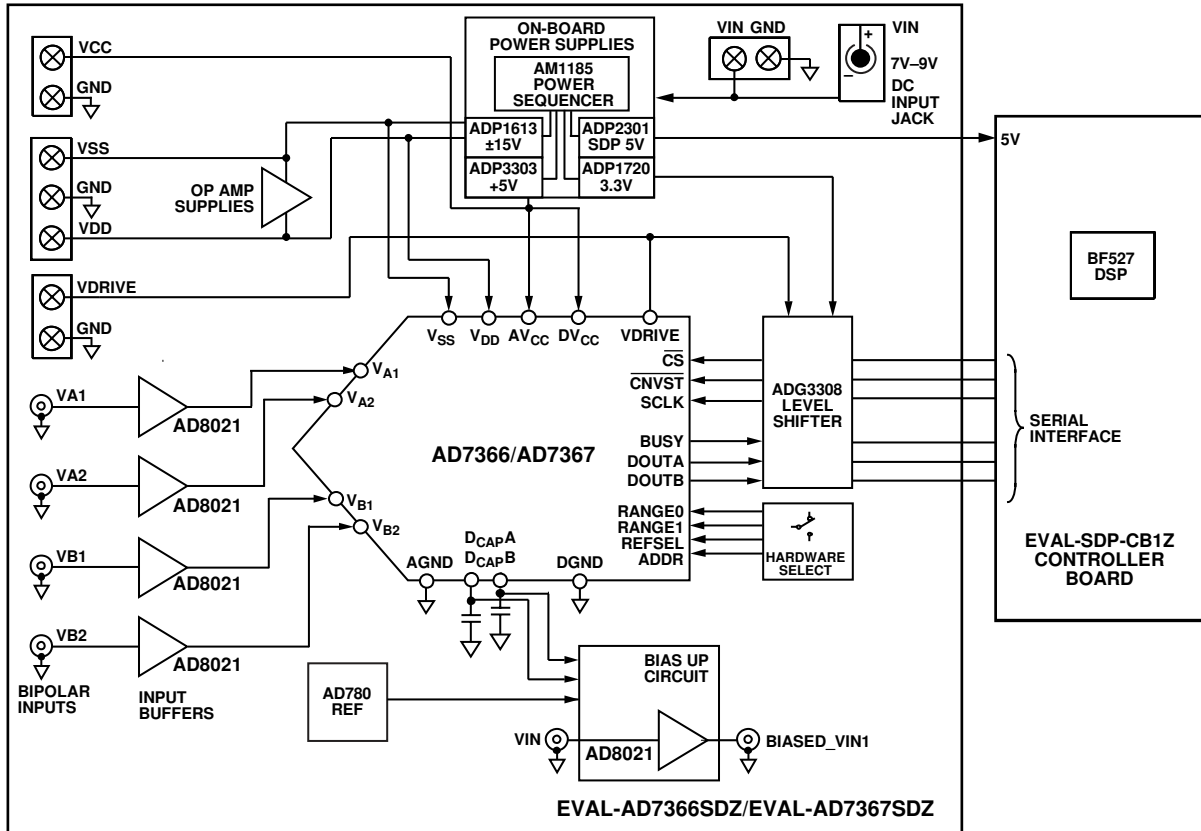 ON-BOARD
POWER SUPPLIES
AM1185
POWER
SEQUENCER
ADP1613
±15V
ADP2301
SDP 5V
ADP3303
+5V
ADP1720
3.3V
VIN GND
VIN
+
–
7V–9V
DC
INPUT
JACK
VCC
GND
VSS
GND
VDD
OP AMP
SUPPLIES
VDRIVE
GND
5V
BF527
DSP
SERIAL
INTERFACE
EVAL-SDP-CB1Z
CONTROLLER
BOARD
VSS
VDD
AVCC
DVCC
VDRIVE
VA1
VA2
VB1
VB2
AD7366/AD7367
CS
CNVST
SCLK
BUSY
DOUTA
DOUTB
RANGE0
RANGE1
REFSEL
ADDR
ADG3308
LEVEL
SHIFTER
HARDWARE
SELECT
AGND
DCAPA
DCAPB
DGND
VA1
AD8021
VA2
AD8021
VB1
AD8021
VB2
AD8021
BIPOLAR
INPUTS
INPUT
BUFFERS
AD780
REF
BIAS UP
CIRCUIT
VIN
AD8021
BIASED_VIN1
EVAL-AD7366SDZ/EVAL-AD7367SDZ